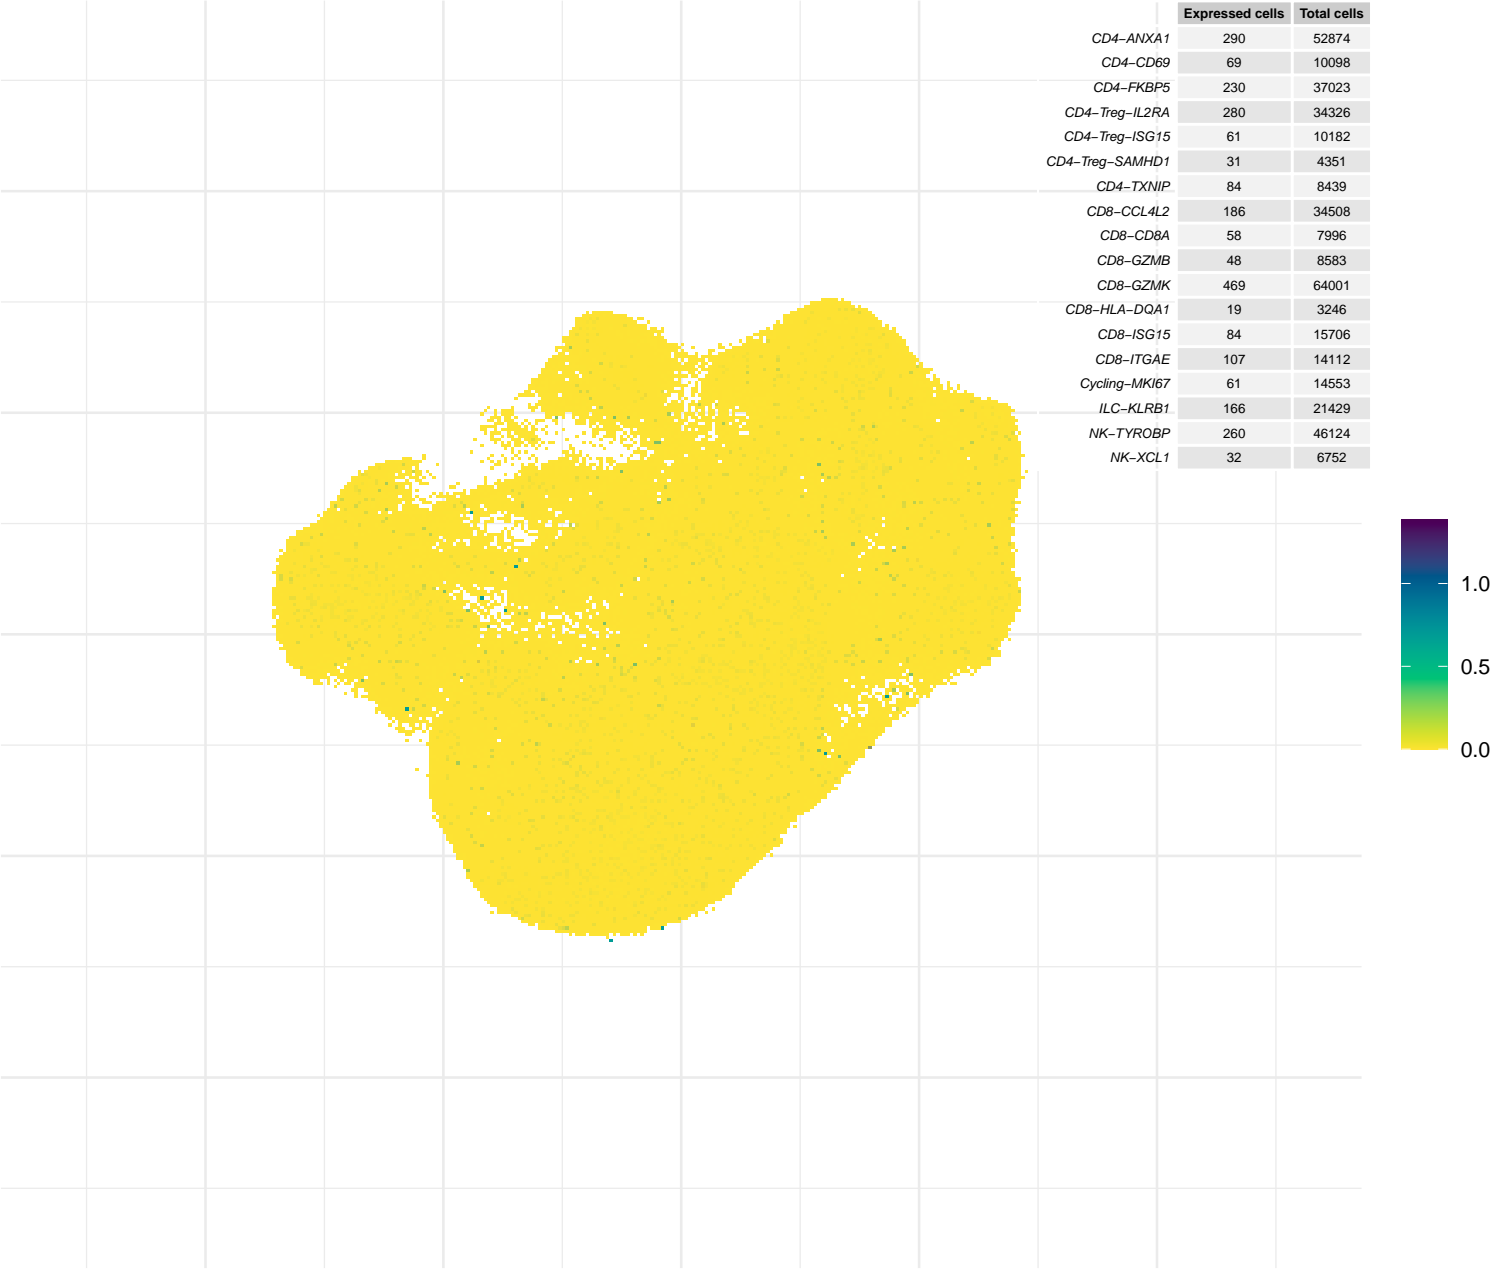 Expressed cells Total cells
CD4−ANXA1 290 52874
CD4−CD69 69 10098
CD4−FKBP5 230 37023
CD4−Treg−IL2RA 280 34326
CD4−Treg−ISG15 61 10182
CD4−Treg−SAMHD1 31 4351
CD4−TXNIP 84 8439
CD8−CCL4L2 186 34508
CD8−CD8A 58 7996
CD8−GZMB 48 8583
CD8−GZMK 469 64001
CD8−HLA−DQA1 19 3246
CD8−ISG15 84 15706
CD8−ITGAE 107 14112
Cycling−MKI67 61 14553
ILC−KLRB1 166 21429
NK−TYROBP 260 46124
NK−XCL1 32 6752
1.0
0.5
0.0